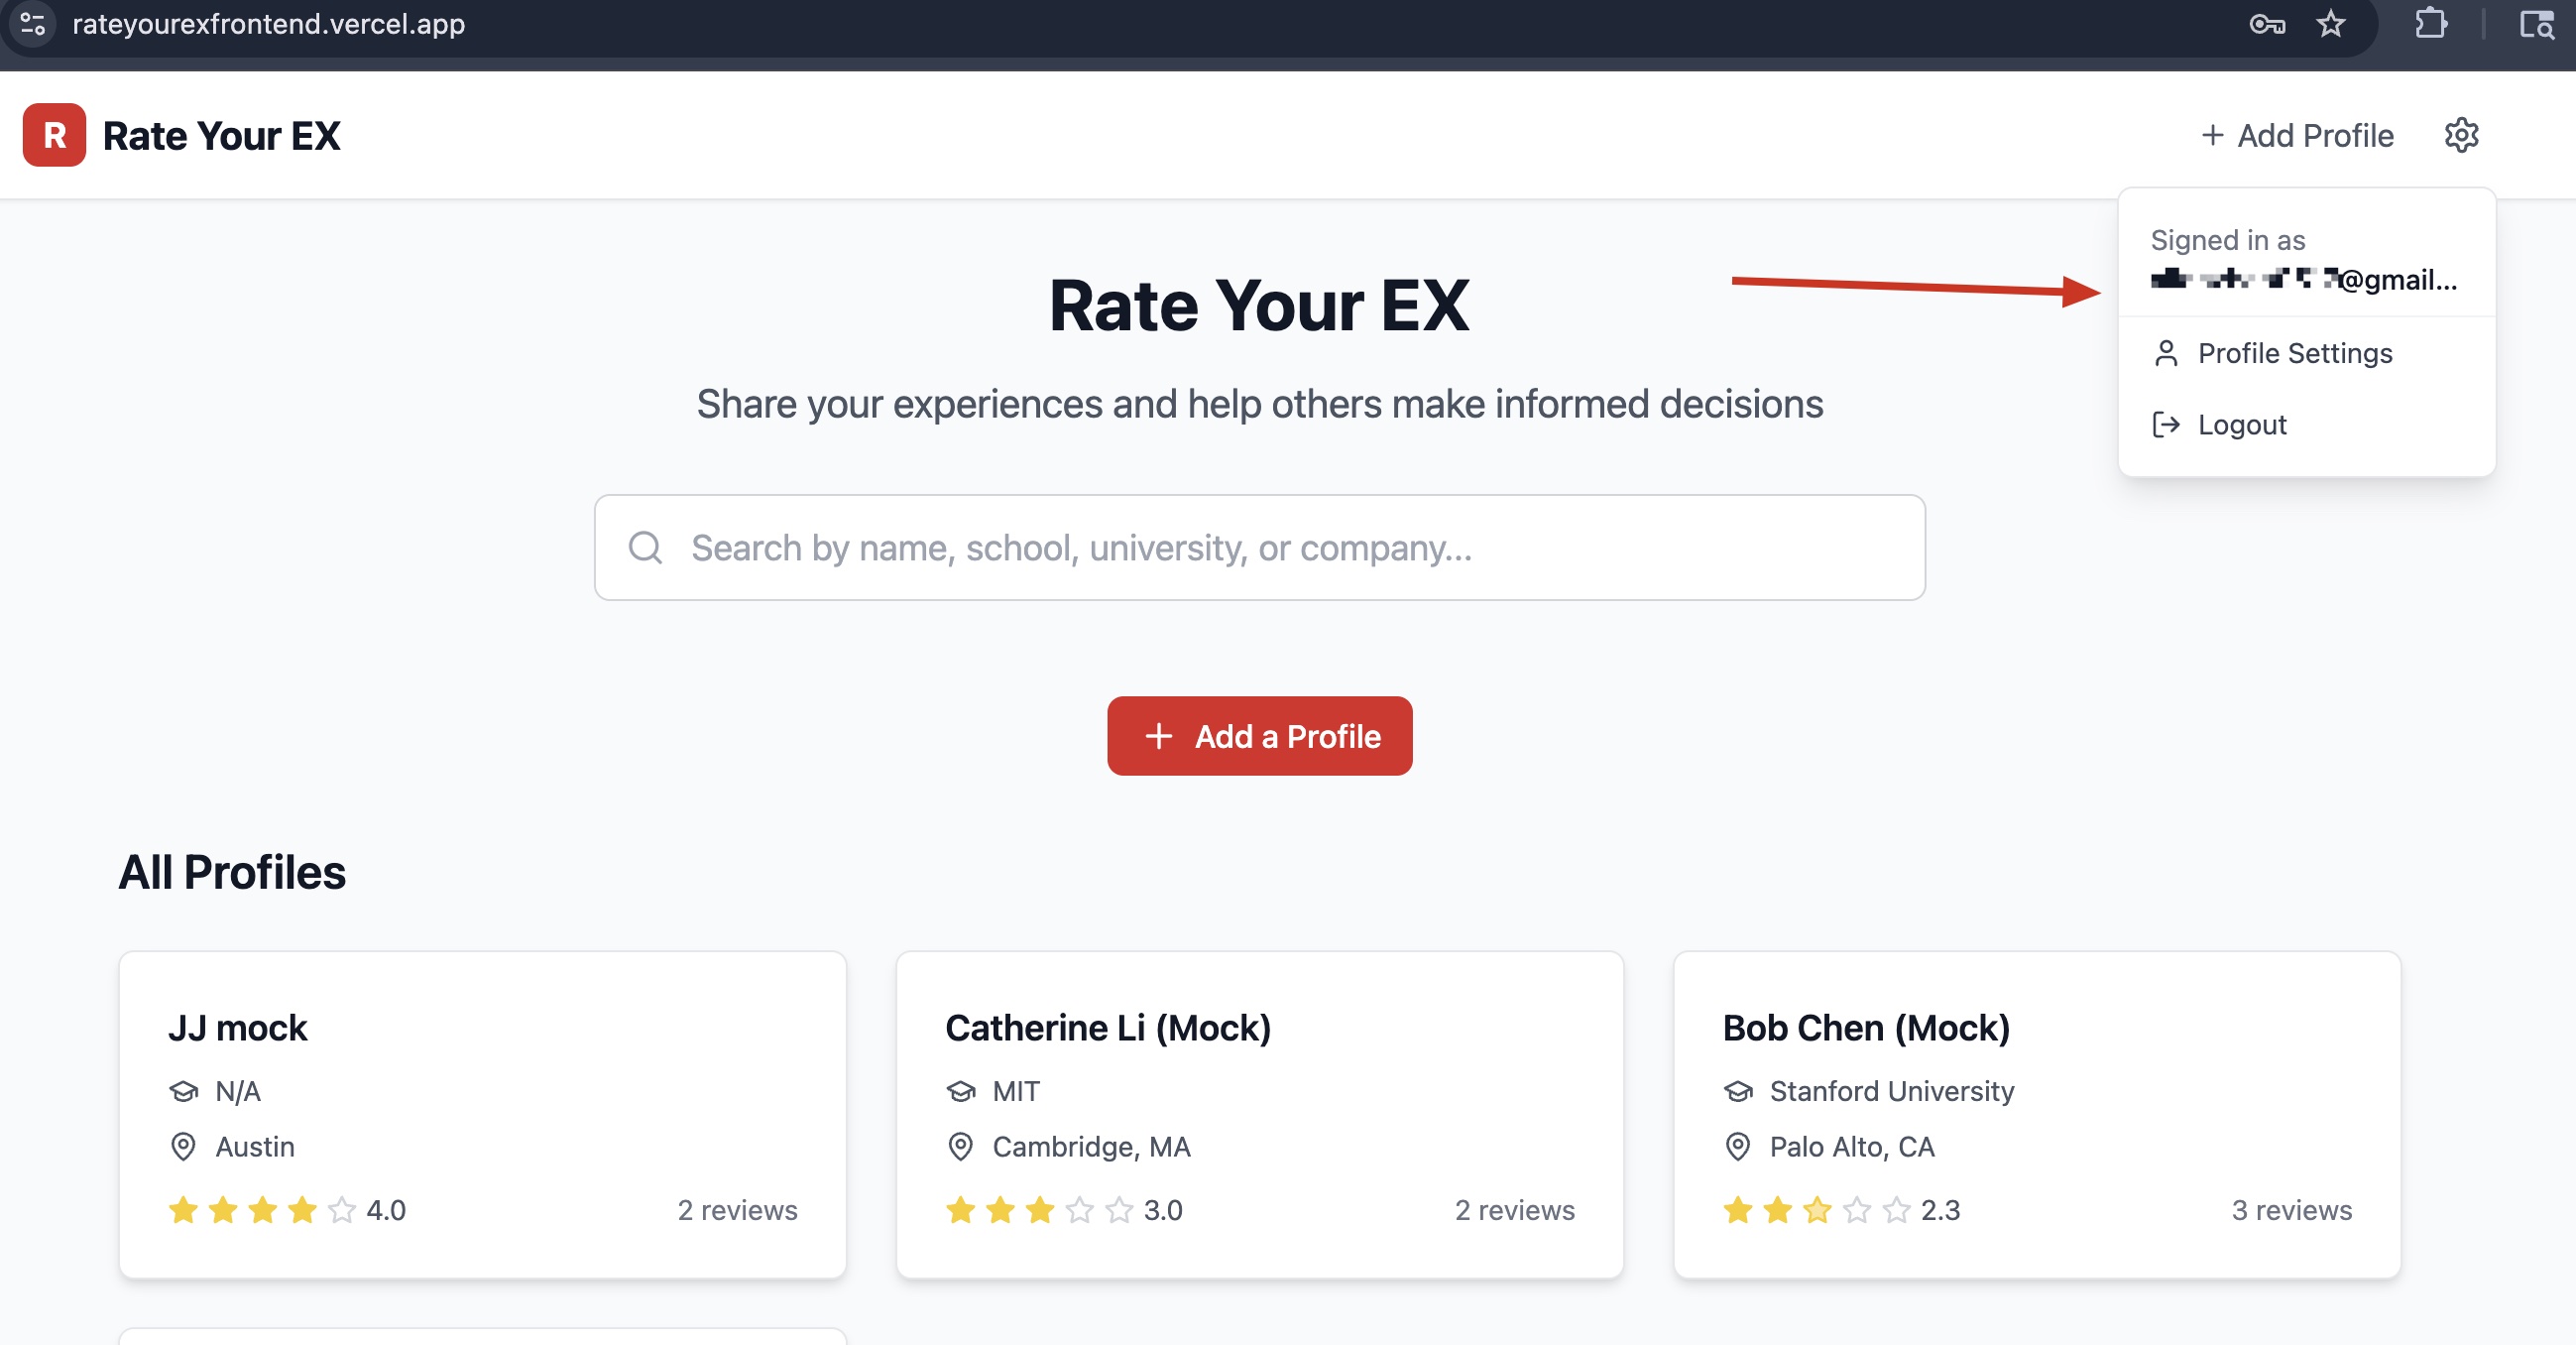 rateyourexfrontend.vercel.app
R Rate Your EX
+ Add Profile
Signed in as
@gmail...
Profile Settings
Logout
Rate Your EX
Share your experiences and help others make informed decisions
Search by name, school, university, or company...
+ Add a Profile
All Profiles
JJ mock
N/A
Austin
4.0
2 reviews
Catherine Li (Mock)
MIT
Cambridge, MA
3.0
2 reviews
Bob Chen (Mock)
Stanford University
Palo Alto, CA
2.3
3 reviews